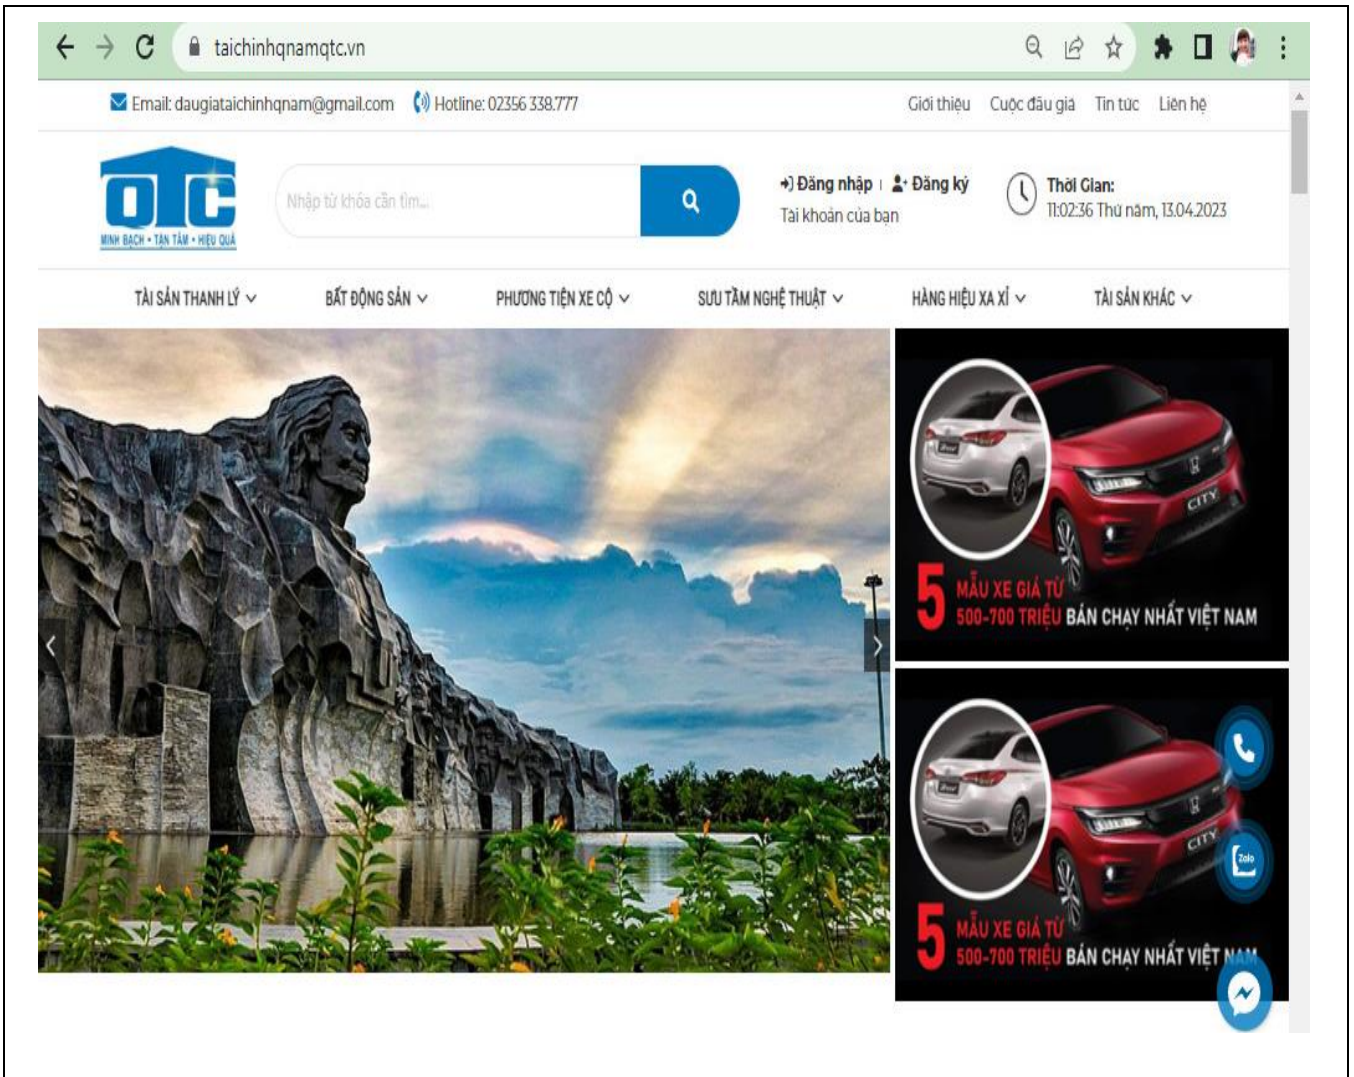 taichinhqnamqtc.vn
Email: daugiataichinhqnam@gmail.com Hotline: 02356 338.777 Giới thiệu Cuộc đấu giá Tin tức Liên hệ
QTC
MINH BẠCH • TẬN TÂM • HIỆU QUẢ
Nhập từ khóa cần tìm...
Đăng nhập | Đăng ký
Tài khoản của bạn
Thời Gian:
11:02:36 Thứ năm, 13.04.2023
TÀI SẢN THANH LÝ BẤT ĐỘNG SẢN PHƯƠNG TIỆN XE CỘ SƯU TẦM NGHỆ THUẬT HÀNG HIỆU XA XỈ TÀI SẢN KHÁC
CITY
5 MẪU XE GIÁ TỪ
500-700 TRIỆU BÁN CHẠY NHẤT VIỆT NAM
CITY
Zalo
5 MẪU XE GIÁ TỪ
500-700 TRIỆU BÁN CHẠY NHẤT VIỆT NAM